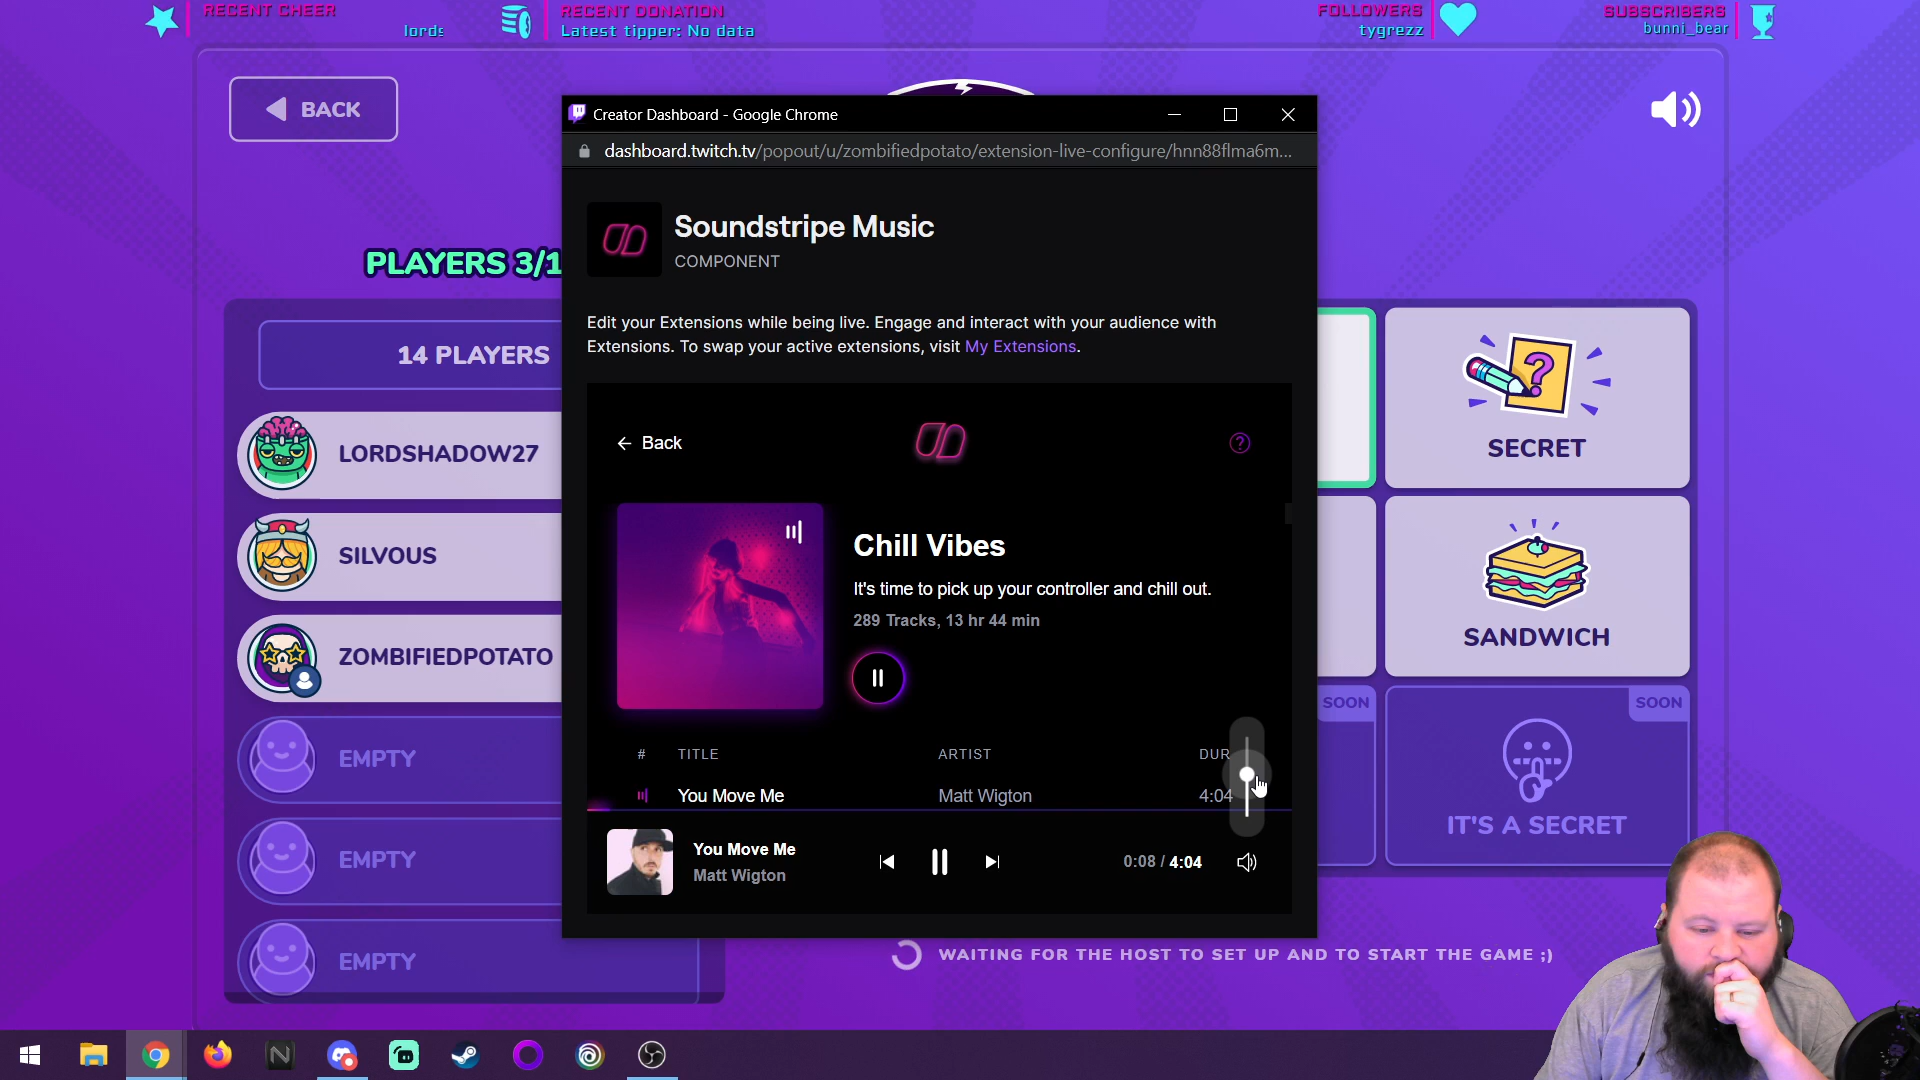 RECENT CHEER
lords
RECENT DONATION
Latest tipper: No data
FOLLOWERS
tygrezz
SUBSCRIBERS
bunni_bear
BACK
Creator Dashboard - Google Chrome
dashboard.twitch.tv/popout/u/zombifiedpotato/extension-live-configure/hnn88flma6m...
Soundstripe Music
COMPONENT
Edit your Extensions while being live. Engage and interact with your audience with
Extensions. To swap your active extensions, visit My Extensions.
PLAYERS 3/1
14 PLAYERS
LORDSHADOW27
SILVOUS
ZOMBIFIEDPOTATO
EMPTY
EMPTY
EMPTY
Back
?
Chill Vibes
It's time to pick up your controller and chill out.
289 Tracks, 13 hr 44 min
# TITLE ARTIST DUR
You Move Me Matt Wigton 4:04
You Move Me
Matt Wigton
0:08 / 4:04
?
SECRET
SANDWICH
SOON
SOON
IT'S A SECRET
WAITING FOR THE HOST TO SET UP AND TO START THE GAME ;)